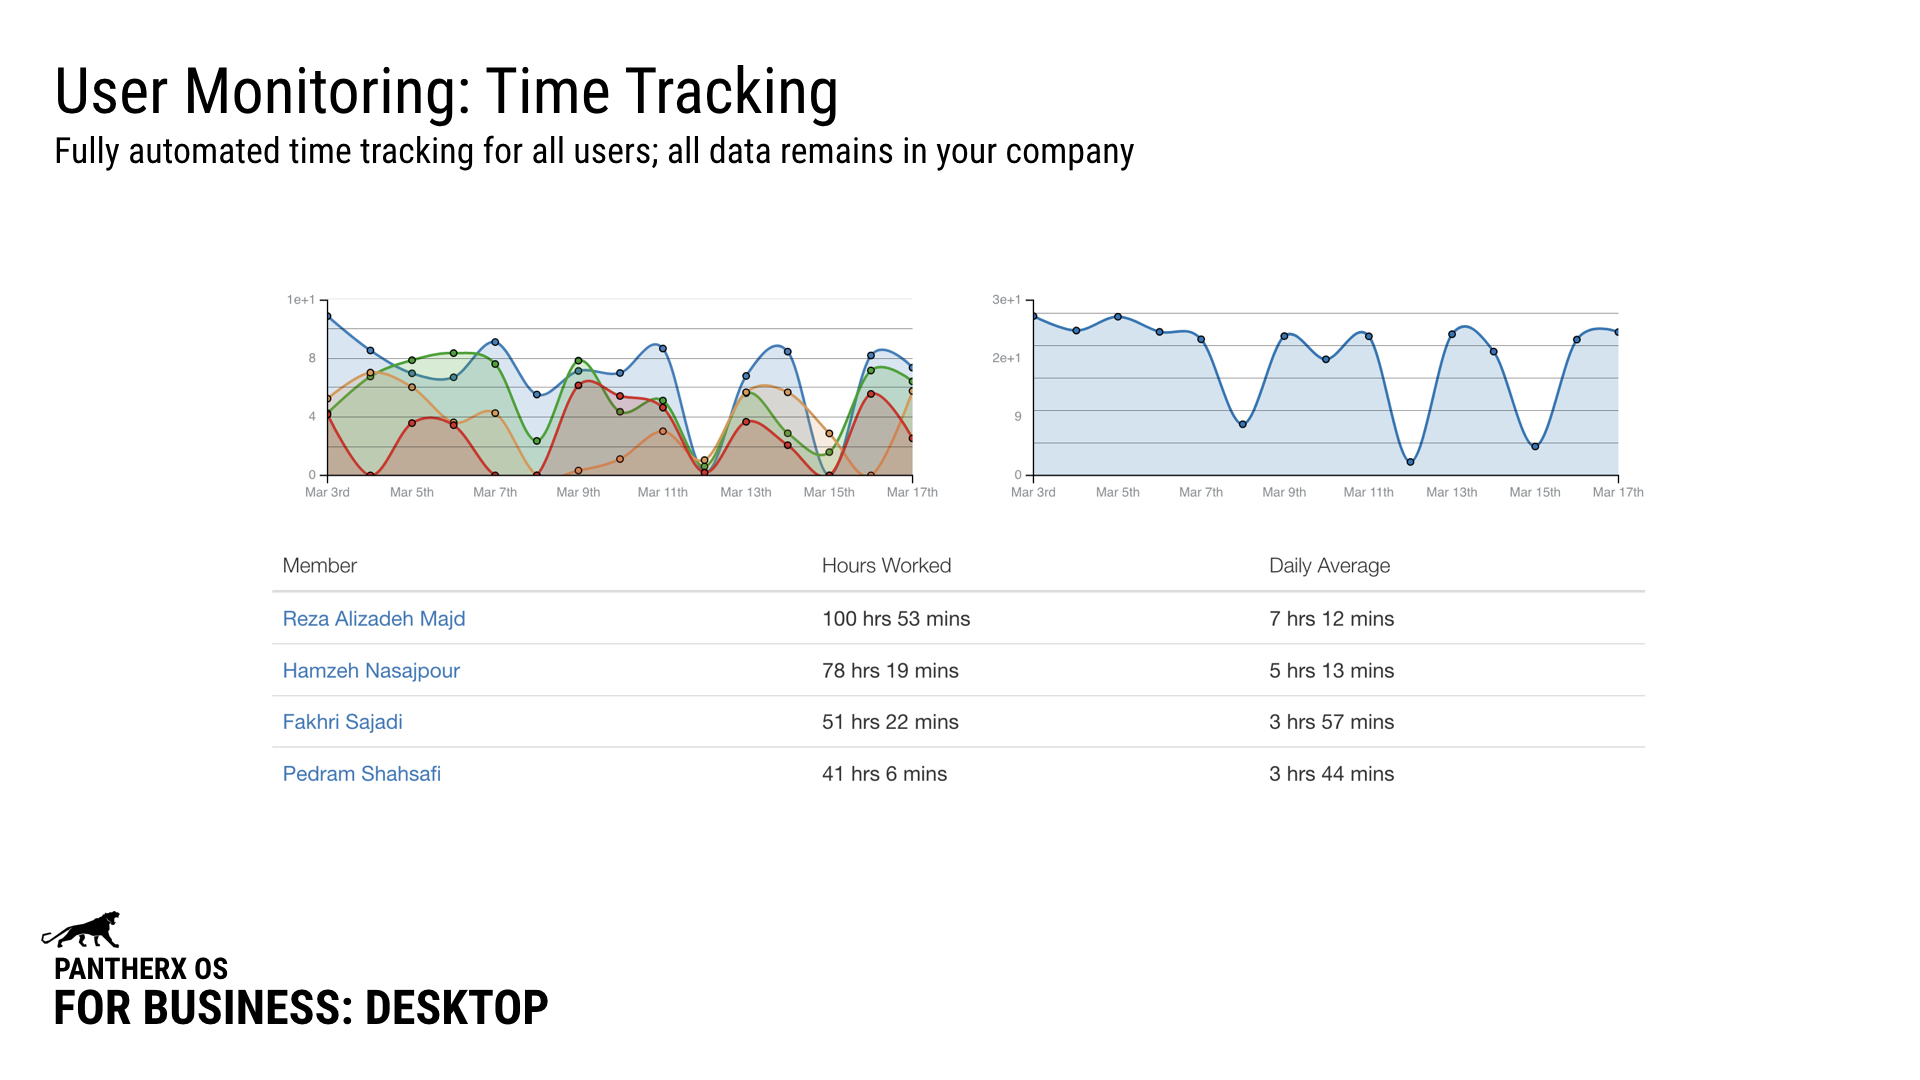 User Monitoring: Time Tracking
Fully automated time tracking for all users; all data remains in your company
1e+1
8
4
0
Mar 3rd Mar 5th Mar 7th Mar 9th Mar 11th Mar 13th Mar 15th Mar 17th
3e+1
2e+1
9
0
Mar 3rd Mar 5th Mar 7th Mar 9th Mar 11th Mar 13th Mar 15th Mar 17th
Member Hours Worked Daily Average
Reza Alizadeh Majd 100 hrs 53 mins 7 hrs 12 mins
Hamzeh Nasajpour 78 hrs 19 mins 5 hrs 13 mins
Fakhri Sajadi 51 hrs 22 mins 3 hrs 57 mins
Pedram Shahsafi 41 hrs 6 mins 3 hrs 44 mins
PANTHERX OS
FOR BUSINESS: DESKTOP